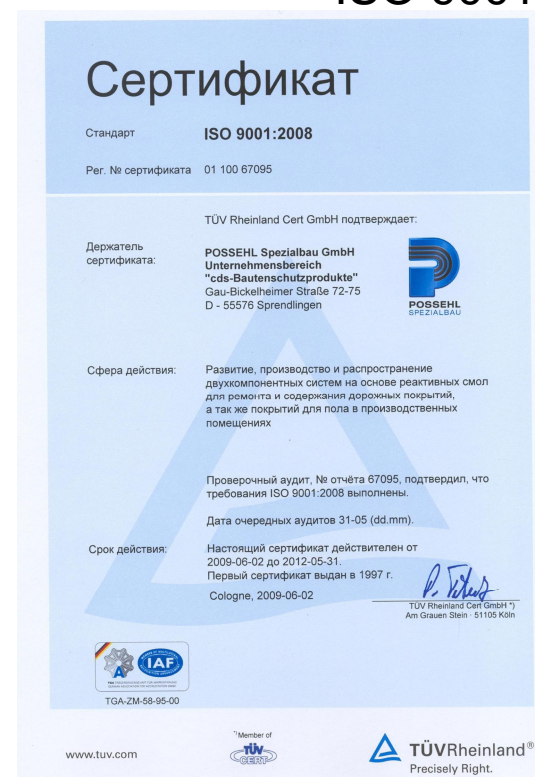 Сертификат
Стандарт ISO 9001:2008
Рег. № сертификата 01 100 67095
TÜV Rheinland Cert GmbH подтверждает:
Держатель
сертификата:
POSSEHL Spezialbau GmbH
Unternehmensbereich
"cds-Bautenschutzprodukte"
Gau-Bickelheimer Straße 72-75
D - 55576 Sprendlingen
POSSEHL
SPEZIALBAU
Сфера действия:
Развитие, производство и распространение
двухкомпонентных систем на основе реактивных смол
для ремонта и содержания дорожных покрытий,
а так же покрытий для пола в производственных
помещениях
Проверочный аудит, № отчёта 67095, подтвердил, что
требования ISO 9001:2008 выполнены.
Дата очередных аудитов 31-05 (dd.mm).
Срок действия:
Настоящий сертификат действителен от
2009-06-02 до 2012-05-31.
Первый сертификат выдан в 1997 г.
Cologne, 2009-06-02
TÜV Rheinland Cert GmbH *)
Am Grauen Stein · 51105 Köln
IAF
TGA-ZM-58-95-00
www.tuv.com
*)Member of
TÜV
CERT
TÜVRheinland®
Precisely Right.